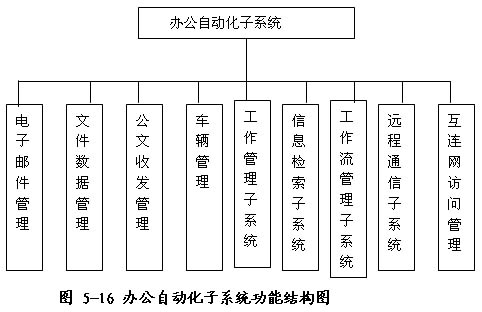 办公自动化子系统
电子邮件管理
文件数据管理
公文收发管理
车辆管理
工作管理子系统
信息检索子系统
工作流管理子系统
远程通信子系统
互连网访问管理
图 5-16 办公自动化子系统功能结构图